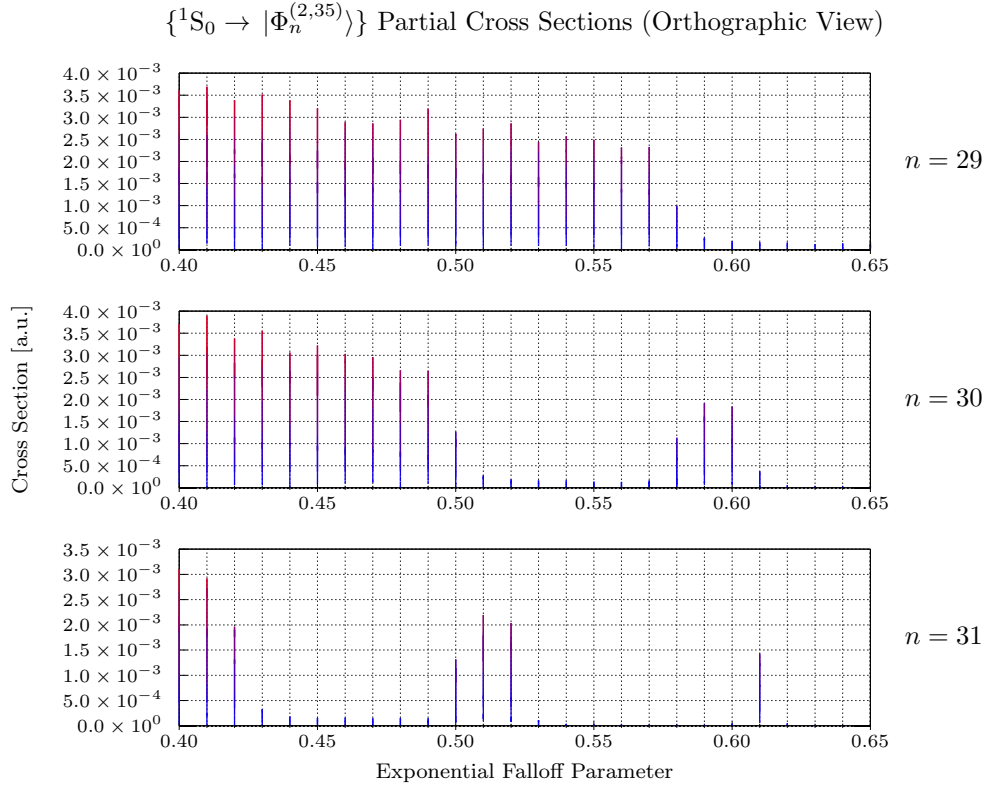 {¹S₀ → |Φₙ^(2,35)⟩} Partial Cross Sections (Orthographic View)
4.0 × 10⁻³
3.5 × 10⁻³
3.0 × 10⁻³
2.5 × 10⁻³
2.0 × 10⁻³
1.5 × 10⁻³
1.0 × 10⁻³
5.0 × 10⁻⁴
0.0 × 10⁰
0.40 0.45 0.50 0.55 0.60 0.65
n = 29
4.0 × 10⁻³
3.5 × 10⁻³
3.0 × 10⁻³
2.5 × 10⁻³
2.0 × 10⁻³
1.5 × 10⁻³
1.0 × 10⁻³
5.0 × 10⁻⁴
0.0 × 10⁰
0.40 0.45 0.50 0.55 0.60 0.65
n = 30
Cross Section [a.u.]
3.5 × 10⁻³
3.0 × 10⁻³
2.5 × 10⁻³
2.0 × 10⁻³
1.5 × 10⁻³
1.0 × 10⁻³
5.0 × 10⁻⁴
0.0 × 10⁰
0.40 0.45 0.50 0.55 0.60 0.65
n = 31
Exponential Falloff Parameter